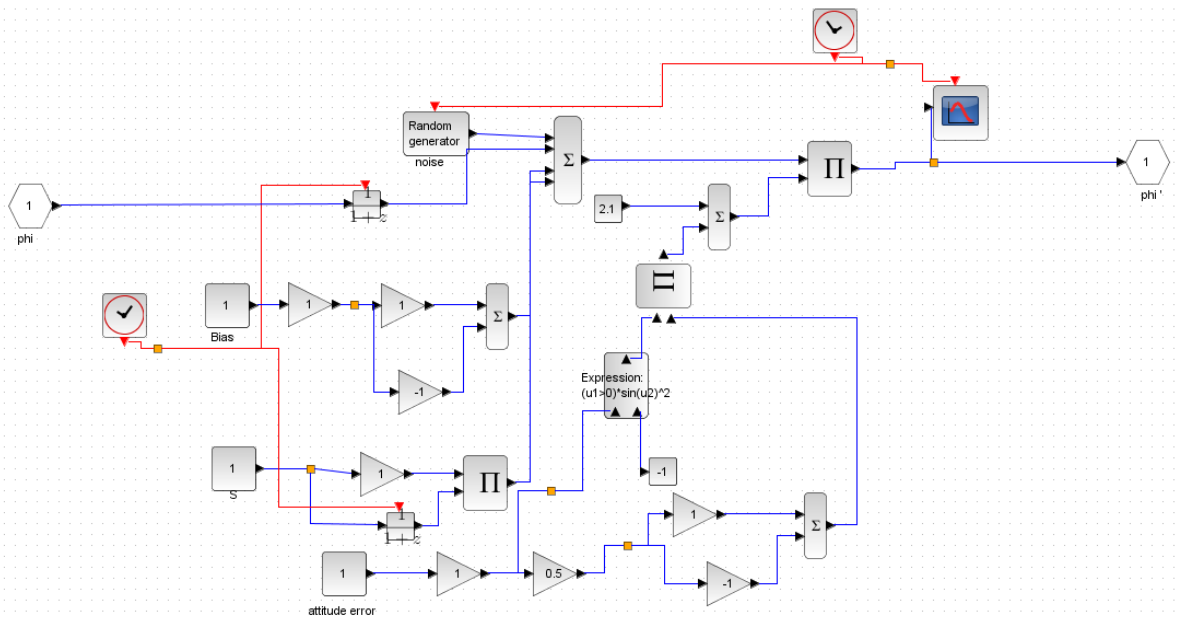 Random
generator
noise
Σ
Π
1
phi '
1
phi
1
1 + z
2.1
Σ
Π
1
Bias
1
1
Σ
-1
Expression:
(u1>0)*sin(u2)^2
1
S
1
Π
-1
1
1 + z
1
Σ
1
attitude error
1
0.5
-1